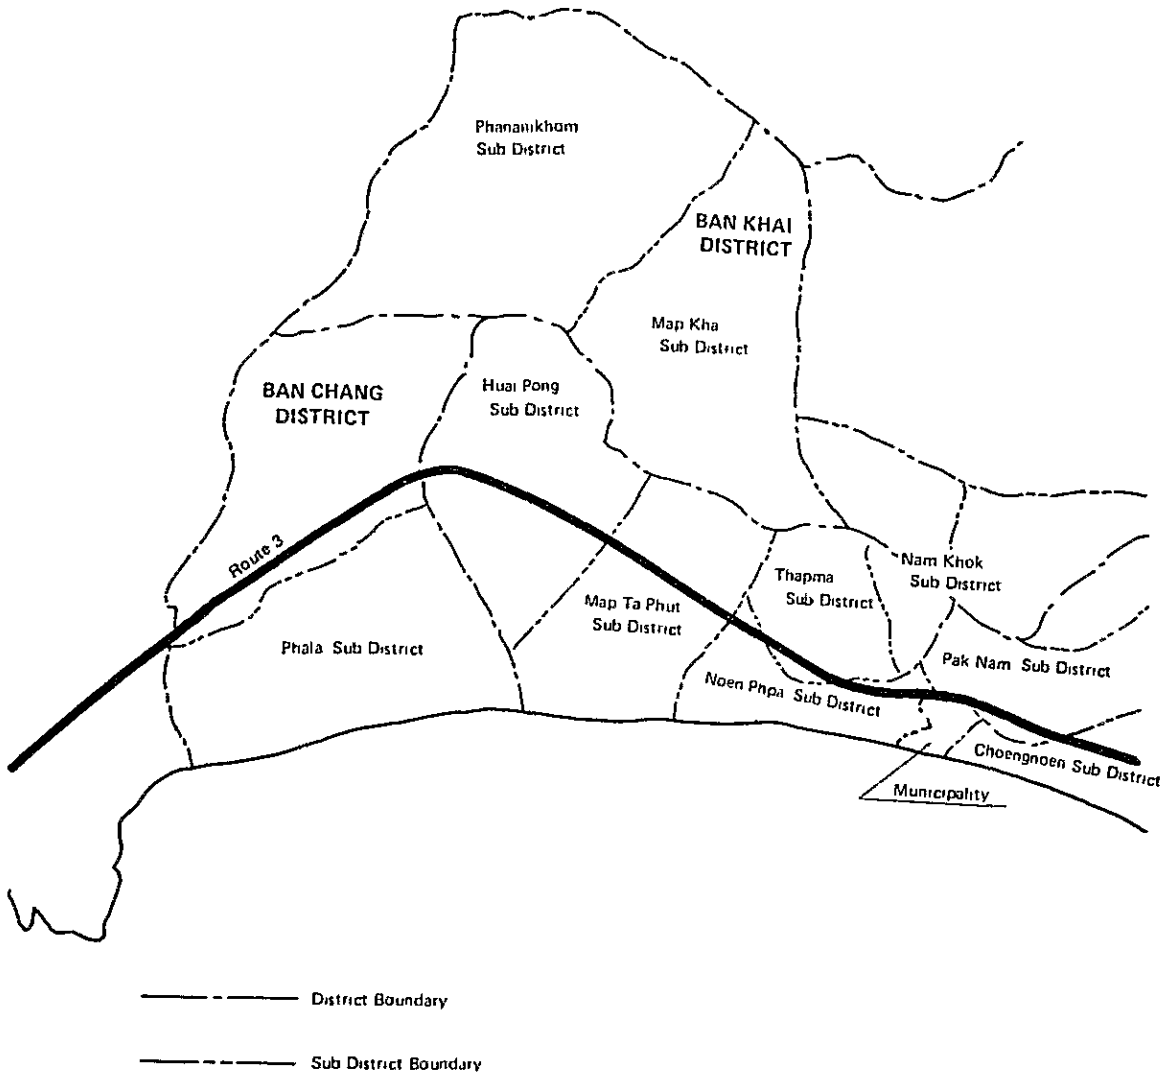 Phananikhom
Sub District
BAN KHAI
DISTRICT
Map Kha
Sub District
BAN CHANG
DISTRICT
Huai Pong
Sub District
Route 3
Nam Khok
Sub District
Thapma
Sub District
Map Ta Phut
Sub District
Phala Sub District
Pak Nam Sub District
Noen Phpa Sub District
Choengnoen Sub District
Municipality
District Boundary
Sub District Boundary